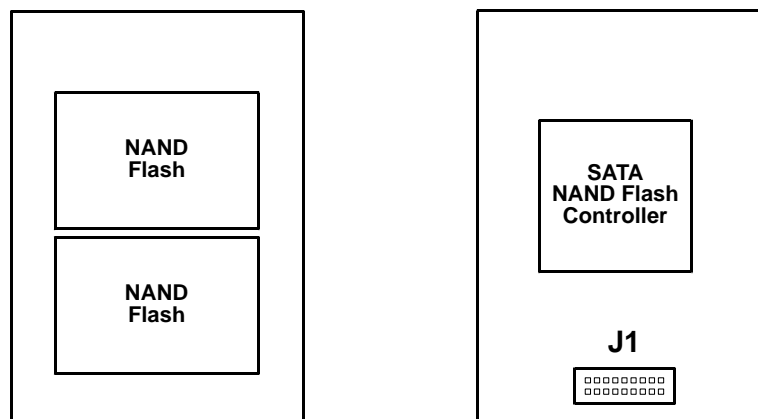 NAND
Flash
NAND
Flash
SATA
NAND Flash
Controller
J1